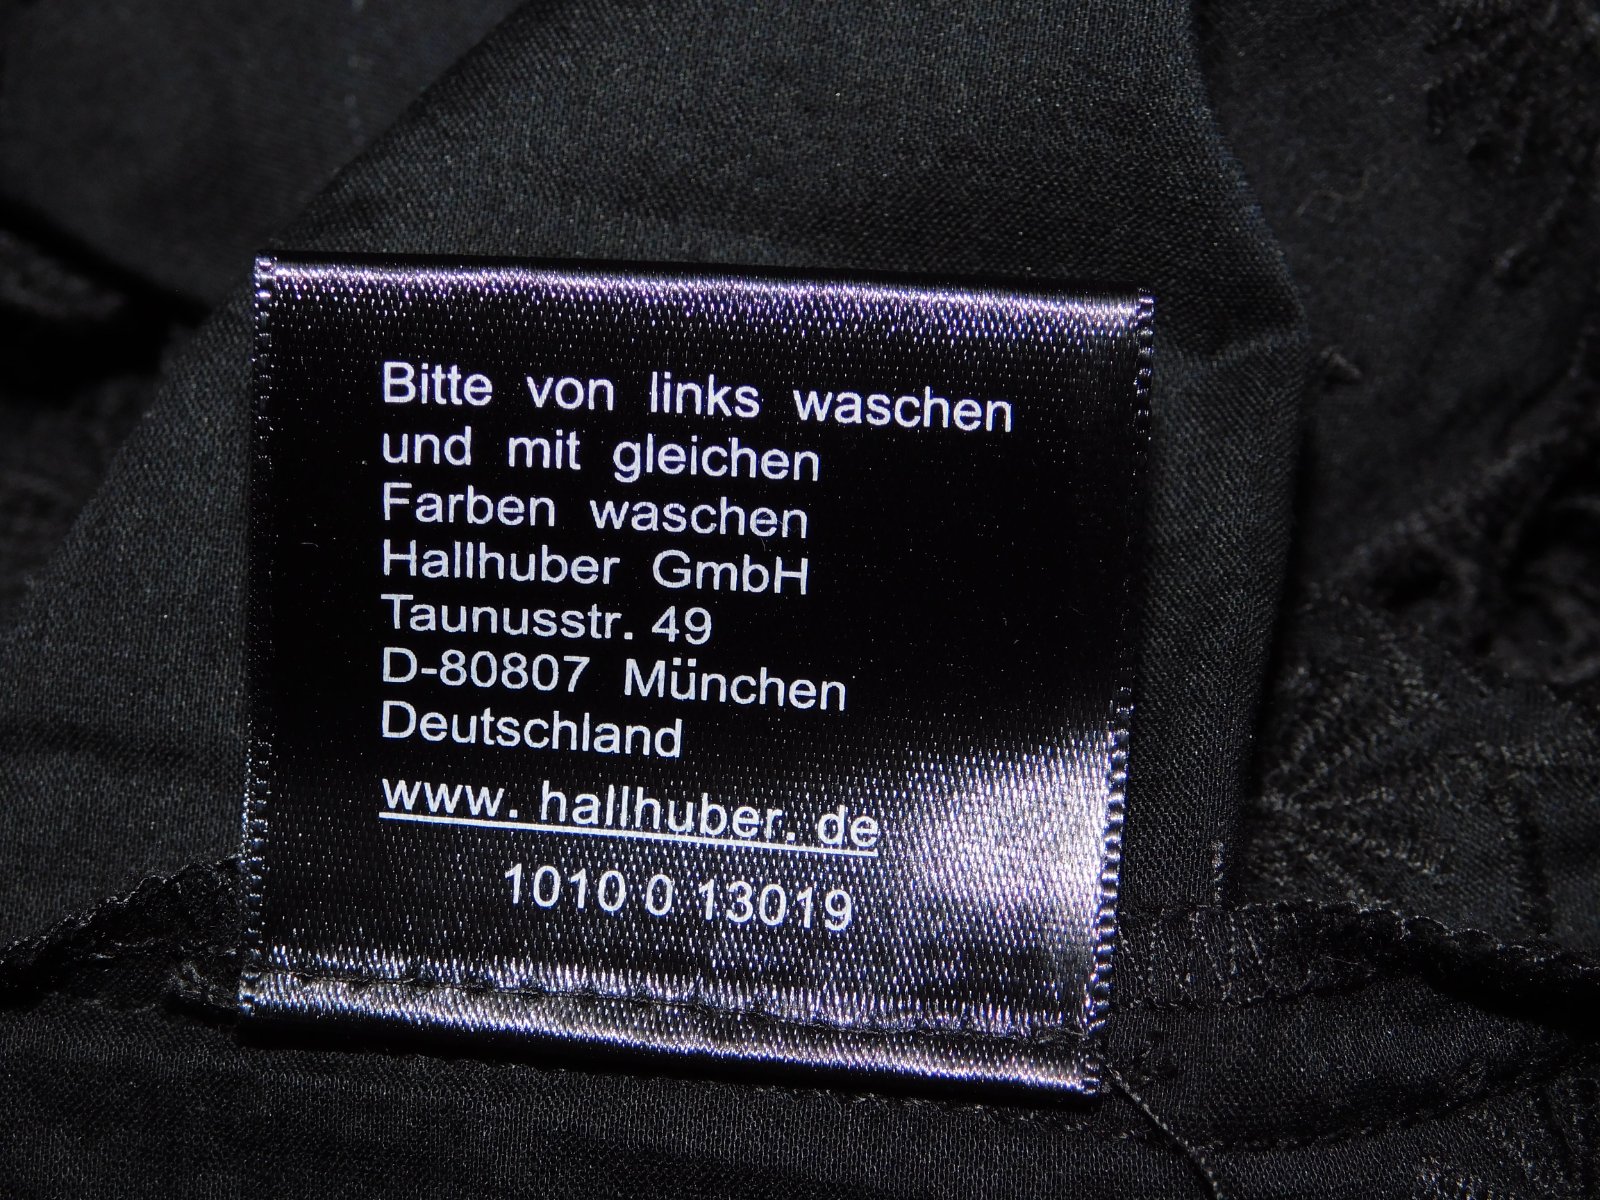 Bitte von links waschen
und mit gleichen
Farben waschen
Hallhuber GmbH
Taunusstr. 49
D-80807 München
Deutschland
www. hallhuber. de
1010 0 13019